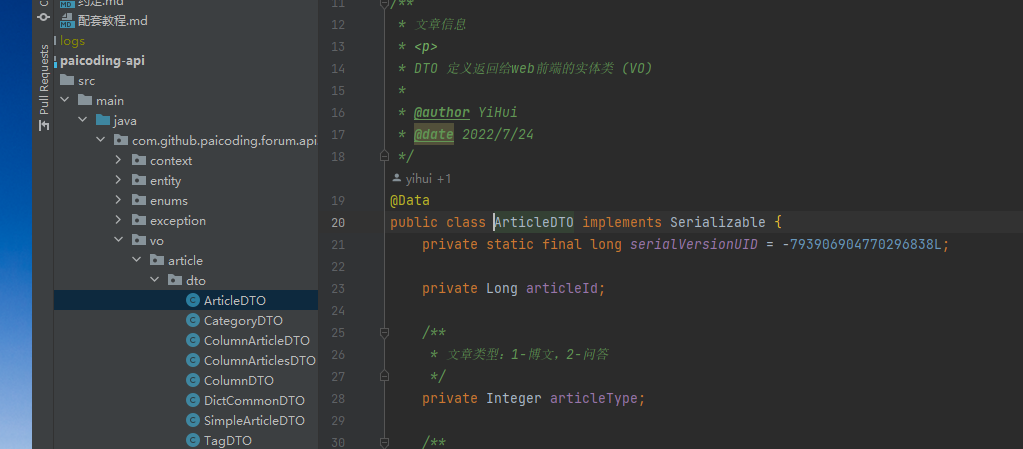 约定.md
配套教程.md
logs
paicoding-api
src
main
java
com.github.paicoding.forum.api
context
entity
enums
exception
vo
article
dto
ArticleDTO
CategoryDTO
ColumnArticleDTO
ColumnArticlesDTO
ColumnDTO
DictCommonDTO
SimpleArticleDTO
TagDTO
Pull Requests
11 /**
12 * 文章信息
13 * <p>
14 * DTO 定义返回给web前端的实体类 (VO)
15 *
16 * @author YiHui
17 * @date 2022/7/24
18 */
yihui +1
19 @Data
20 public class ArticleDTO implements Serializable {
21 private static final long serialVersionUID = -793906904770296838L;
22
23 private Long articleId;
24
25 /**
26 * 文章类型：1-博文，2-问答
27 */
28 private Integer articleType;
29
30 /**